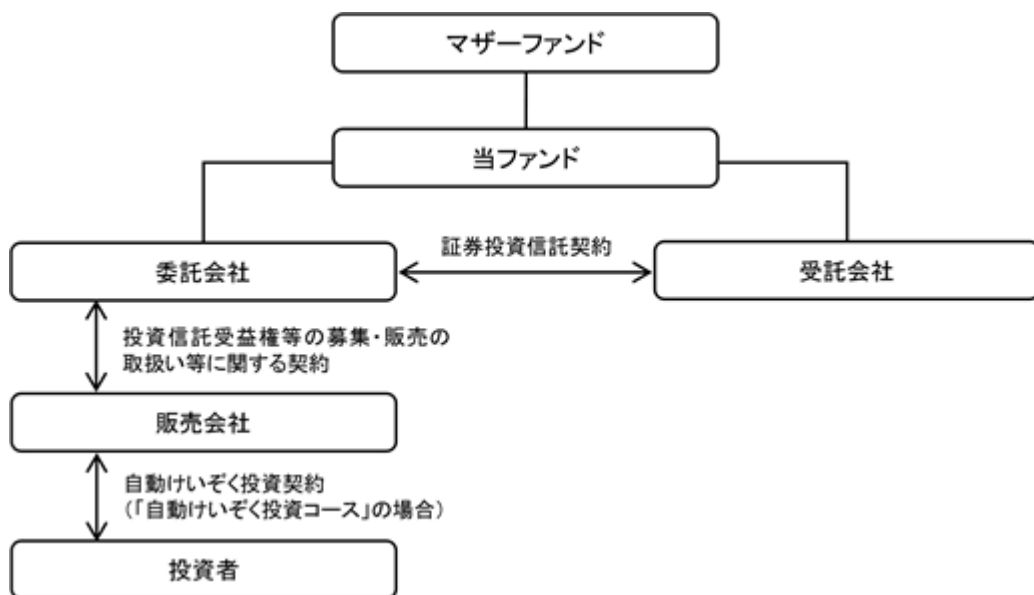 マザーファンド
当ファンド
証券投資信託契約
委託会社
受託会社
投資信託受益権等の募集・販売の
取扱い等に関する契約
販売会社
自動けいぞく投資契約
(「自動けいぞく投資コース」の場合)
投資者